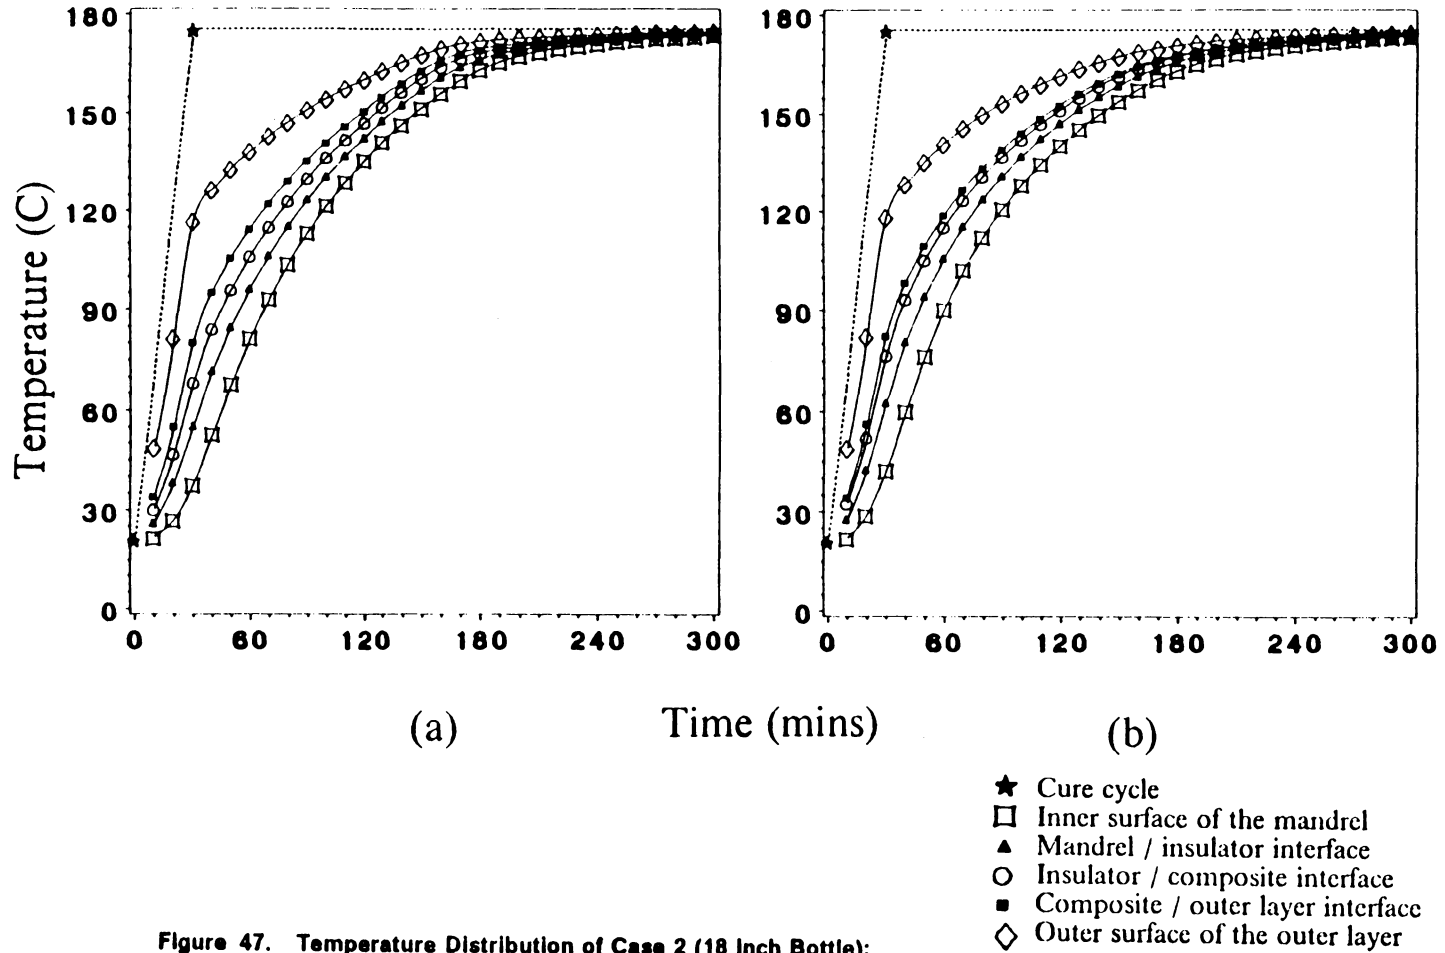 180
150
120
90
60
30
0
Temperature (C)
0 60 120 180 240 300
180
150
120
90
60
30
0
0 60 120 180 240 300
(a)
Time (mins)
(b)
Cure cycle
Inner surface of the mandrel
Mandrel / insulator interface
Insulator / composite interface
Composite / outer layer interface
Outer surface of the outer layer
Figure 47. Temperature Distribution of Case 2 (18 inch Bottle):